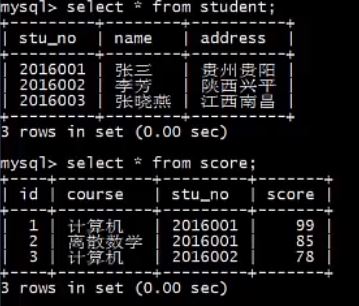 mysql> select * from student;
+---------+--------+----------+
| stu_no | name | address |
+---------+--------+----------+
| 2016001 | 张三 | 贵州贵阳 |
| 2016002 | 李芳 | 陕西兴平 |
| 2016003 | 张晓燕 | 江西南昌 |
+---------+--------+----------+
3 rows in set (0.00 sec)
mysql> select * from score;
+----+----------+---------+-------+
| id | course | stu_no | score |
+----+----------+---------+-------+
| 1 | 计算机 | 2016001 | 99 |
| 2 | 离散数学 | 2016001 | 85 |
| 3 | 计算机 | 2016002 | 78 |
+----+----------+---------+-------+
3 rows in set (0.00 sec)